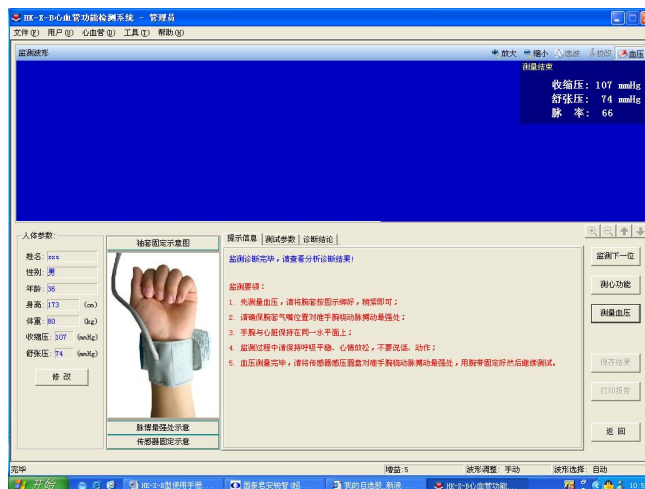 HX-X-B心血管功能检测系统 - 管理员
文件(F) 用户(U) 心血管(D) 工具(T) 帮助(H)
监测波形
放大 缩小 选波 修改 血压
测量结束
收缩压: 107 mmHg
舒张压: 74 mmHg
脉 率: 66
人体参数:
姓名: zxs
性别: 男
年龄: 36
身高: 173 (cm)
体重: 80 (kg)
收缩压: 107 (mmHg)
舒张压: 74 (mmHg)
修 改
袖套固定示意图
脉搏最强处示意
传感器固定示意
提示信息 测试参数 诊断结论
监测诊断完毕，请查看分析诊断结果!
监测要领：
1. 先测量血压，请将腕套按图示绑好，稍紧即可；
2. 请确保腕套气嘴位置对准手腕动脉搏动最强处；
3. 手腕与心脏保持在同一水平面上；
4. 监测过程中请保持呼吸平稳、心情放松，不要说话、动作；
5. 血压测量完毕，请将传感器感压圆盒对准手腕动脉搏动最强处，用腕带固定好然后继续测试。
监测下一位
测心功能
测量血压
保存结果
打印报告
返 回
完毕
增益:5
波形调整: 手动
波形选择: 自动
开始
HX-X-B型使用手册...
国泰君安锐智(超...
我的自选股_新浪...
HX-X-B心血管功能...
10:5